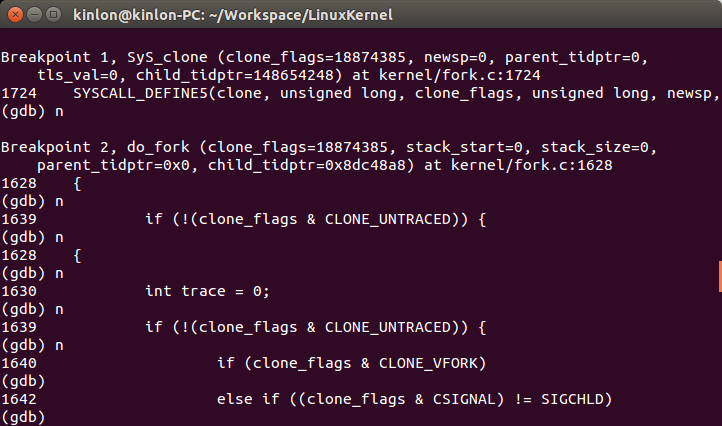 kinlon@kinlon-PC: ~/Workspace/LinuxKernel
Breakpoint 1, SyS_clone (clone_flags=18874385, newsp=0, parent_tidptr=0,
    tls_val=0, child_tidptr=148654248) at kernel/fork.c:1724
1724    SYSCALL_DEFINE5(clone, unsigned long, clone_flags, unsigned long, newsp,
(gdb) n
Breakpoint 2, do_fork (clone_flags=18874385, stack_start=0, stack_size=0,
    parent_tidptr=0x0, child_tidptr=0x8dc48a8) at kernel/fork.c:1628
1628    {
(gdb) n
1639            if (!(clone_flags & CLONE_UNTRACED)) {
(gdb) n
1628    {
(gdb) n
1630            int trace = 0;
(gdb) n
1639            if (!(clone_flags & CLONE_UNTRACED)) {
(gdb) n
1640                    if (clone_flags & CLONE_VFORK)
(gdb)
1642                    else if ((clone_flags & CSIGNAL) != SIGCHLD)
(gdb)